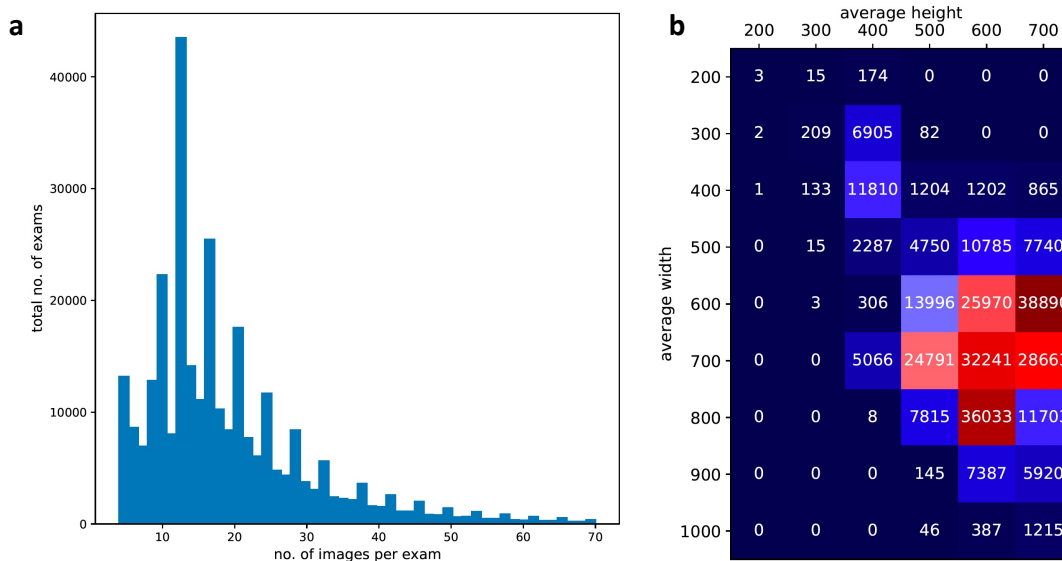 a
40000
30000
20000
10000
0
total no. of exams
10 20 30 40 50 60 70
no. of images per exam
b
average height
200 300 400 500 600 700
average width
200 3 15 174 0 0 0
300 2 209 6905 82 0 0
400 1 133 11810 1204 1202 865
500 0 15 2287 4750 10785 7740
600 0 3 306 13996 25970
700 0 0 5066 24791 32241
800 0 0 8 7815 36033
900 0 0 0 145 7387 5920
1000 0 0 0 46 387 1215